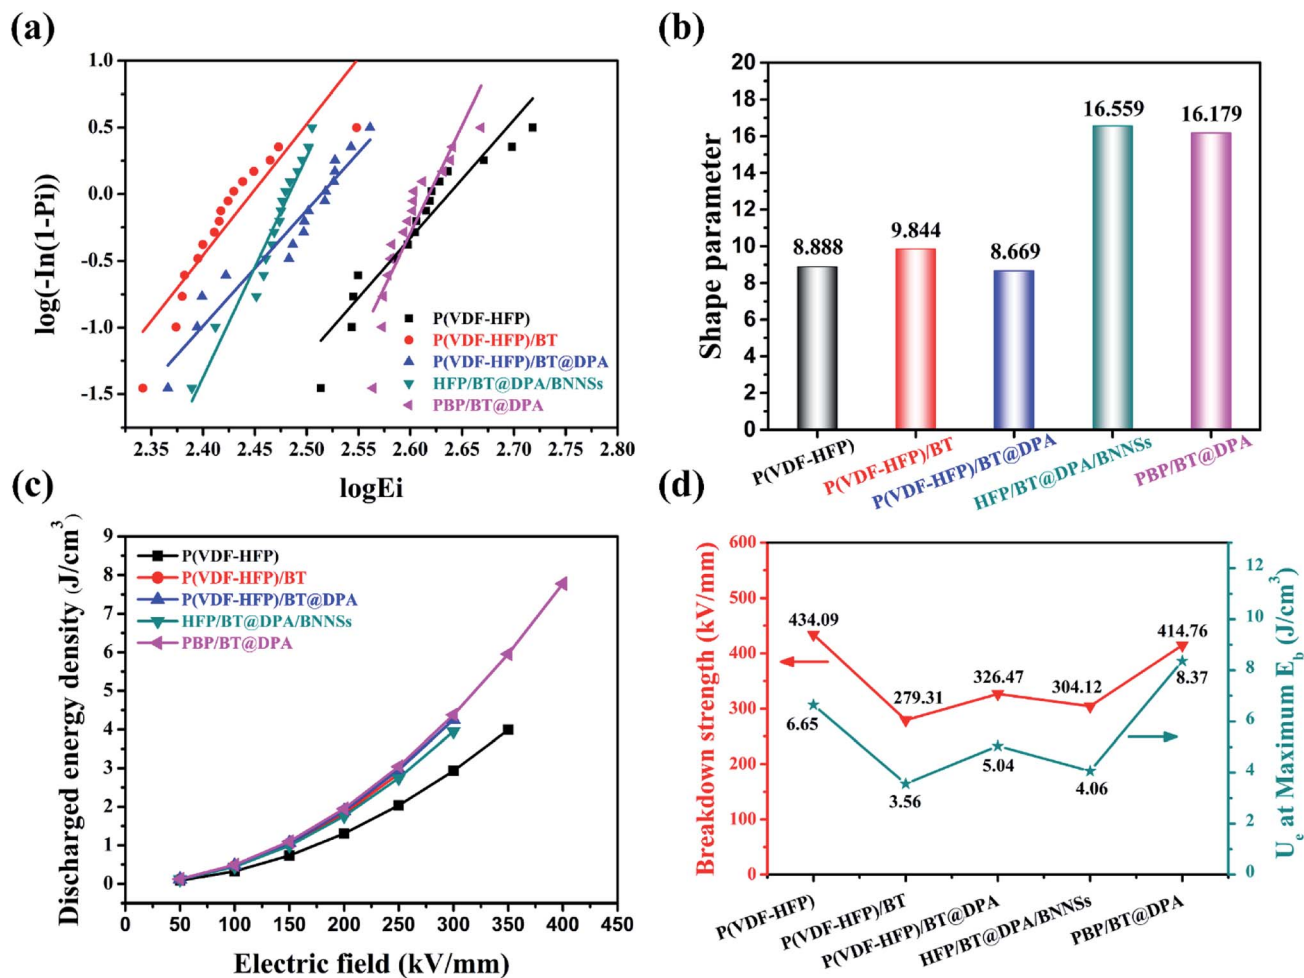 (a)
1.0
0.5
0.0
-0.5
-1.0
-1.5
log(-In(1-Pi))
P(VDF-HFP)
P(VDF-HFP)/BT
P(VDF-HFP)/BT@DPA
HFP/BT@DPA/BNNSs
PBP/BT@DPA
2.35 2.40 2.45 2.50 2.55 2.60 2.65 2.70 2.75 2.80
logEi
(b)
20
18
16
14
12
10
8
6
4
2
0
Shape parameter
8.888
9.844
8.669
16.559
16.179
P(VDF-HFP)
P(VDF-HFP)/BT
P(VDF-HFP)/BT@DPA
HFP/BT@DPA/BNNSs
PBP/BT@DPA
(c)
9
8
7
6
5
4
3
2
1
0
Discharged energy density (J/cm3)
P(VDF-HFP)
P(VDF-HFP)/BT
P(VDF-HFP)/BT@DPA
HFP/BT@DPA/BNNSs
PBP/BT@DPA
0 50 100 150 200 250 300 350 400 450
Electric field (kV/mm)
(d)
600
500
400
300
200
100
0
Breakdown strength (kV/mm)
434.09
279.31
326.47
304.12
414.76
6.65
3.56
5.04
4.06
8.37
12
10
8
6
4
2
0
Ue at Maximum Eb (J/cm3)
P(VDF-HFP)
P(VDF-HFP)/BT
P(VDF-HFP)/BT@DPA
HFP/BT@DPA/BNNSs
PBP/BT@DPA